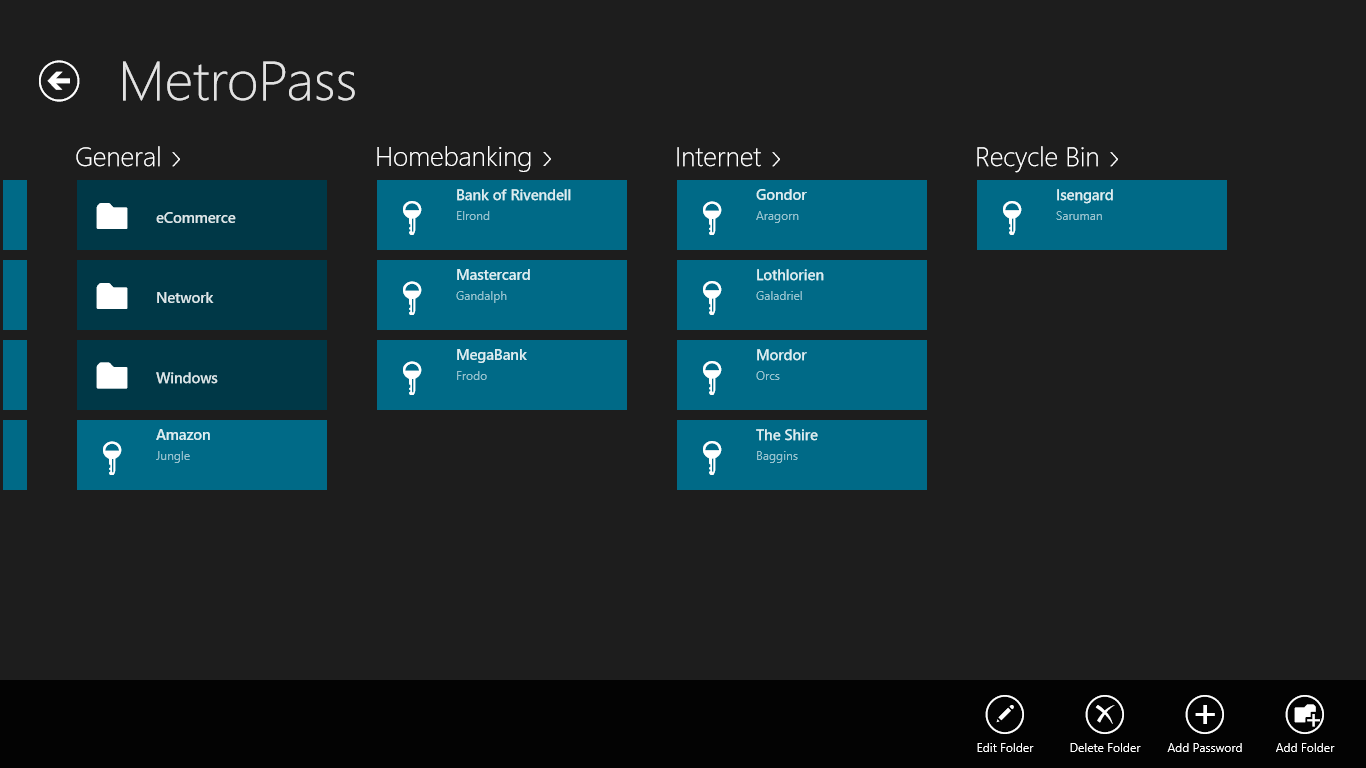 MetroPass
General
eCommerce
Network
Windows
Amazon
Jungle
Homebanking
Bank of Rivendell
Elrond
Mastercard
Gandalph
MegaBank
Frodo
Internet
Gondor
Aragorn
Lothlorien
Galadriel
Mordor
Orcs
The Shire
Baggins
Recycle Bin
Isengard
Saruman
Edit Folder
Delete Folder
Add Password
Add Folder